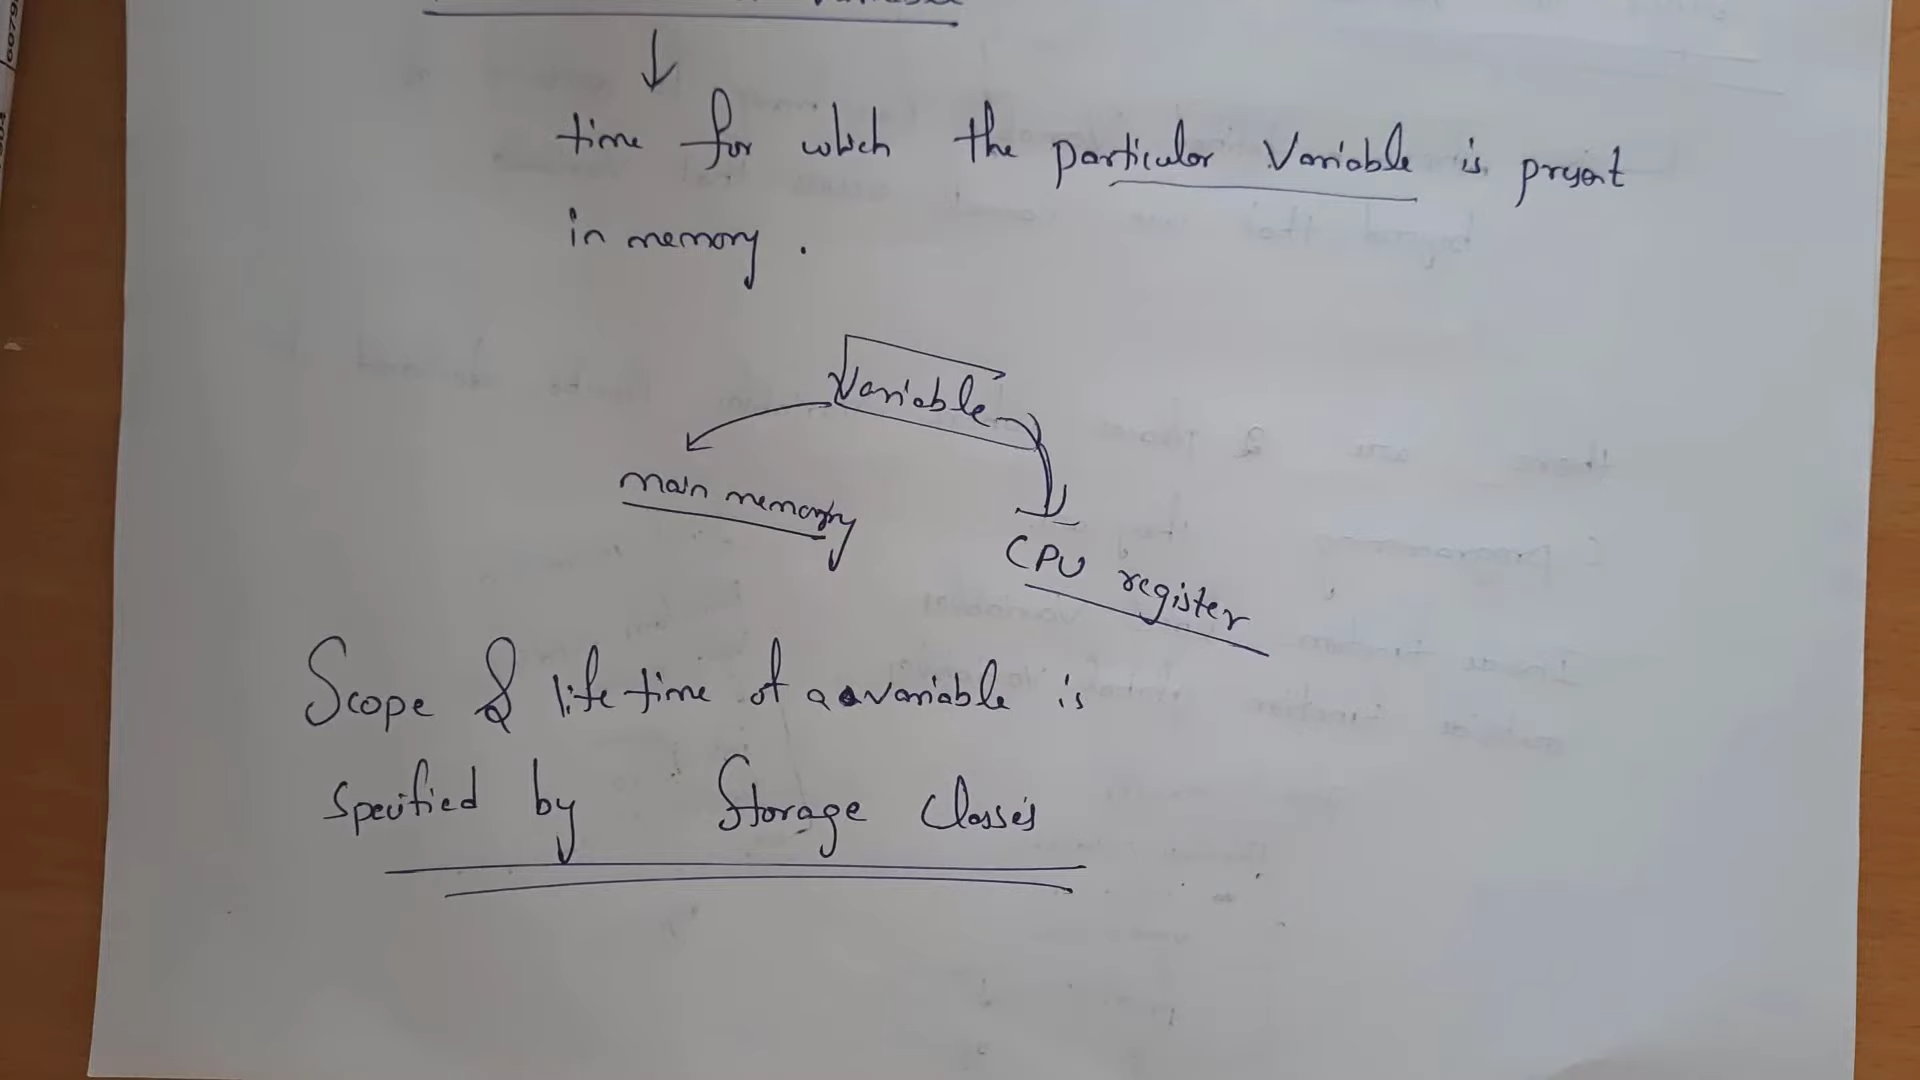 time for which the particular Variable is present
in memory .
Variable
main memory
CPU register
Scope & life time of a variable is
specified by Storage classes